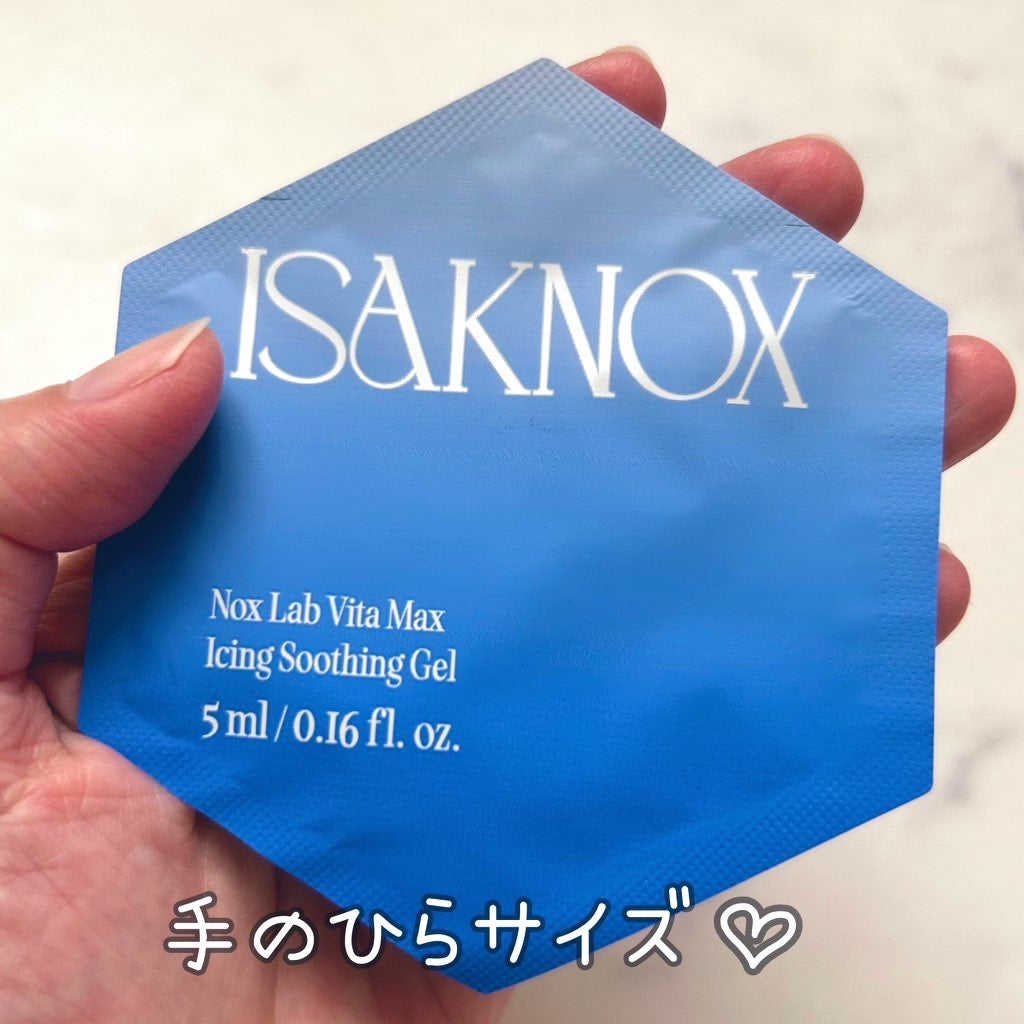 ISAKNOX
Nox Lab Vita Max
Icing Soothing Gel
5 ml / 0.16 fl. oz.
手のひらサイズ♡